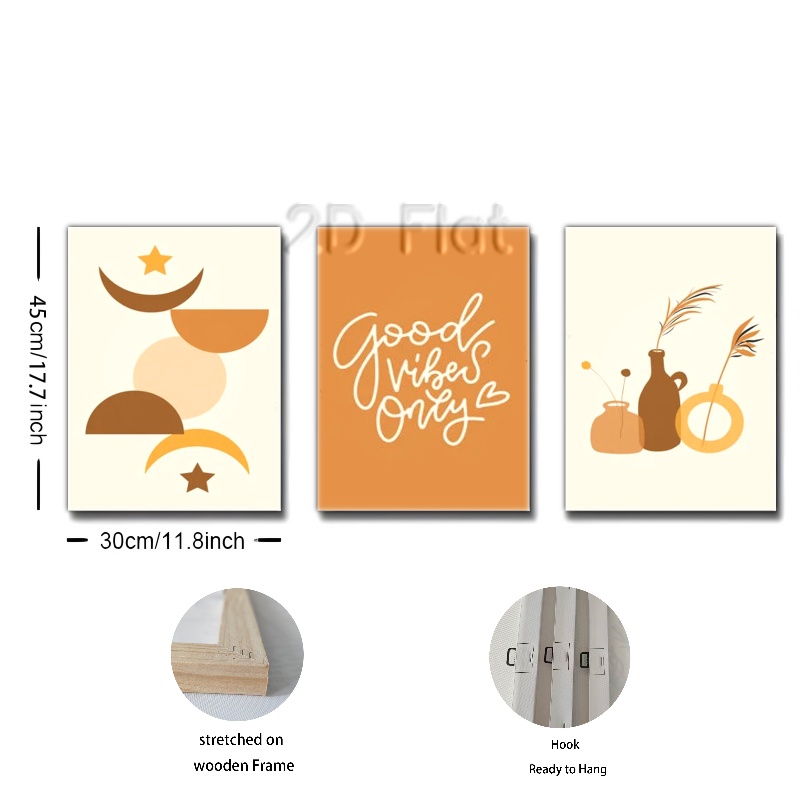 2D Flat
45cm/17.7inch
Good
vibes
Only
30cm/11.8inch
stretched on
wooden Frame
Hook
Ready to Hang